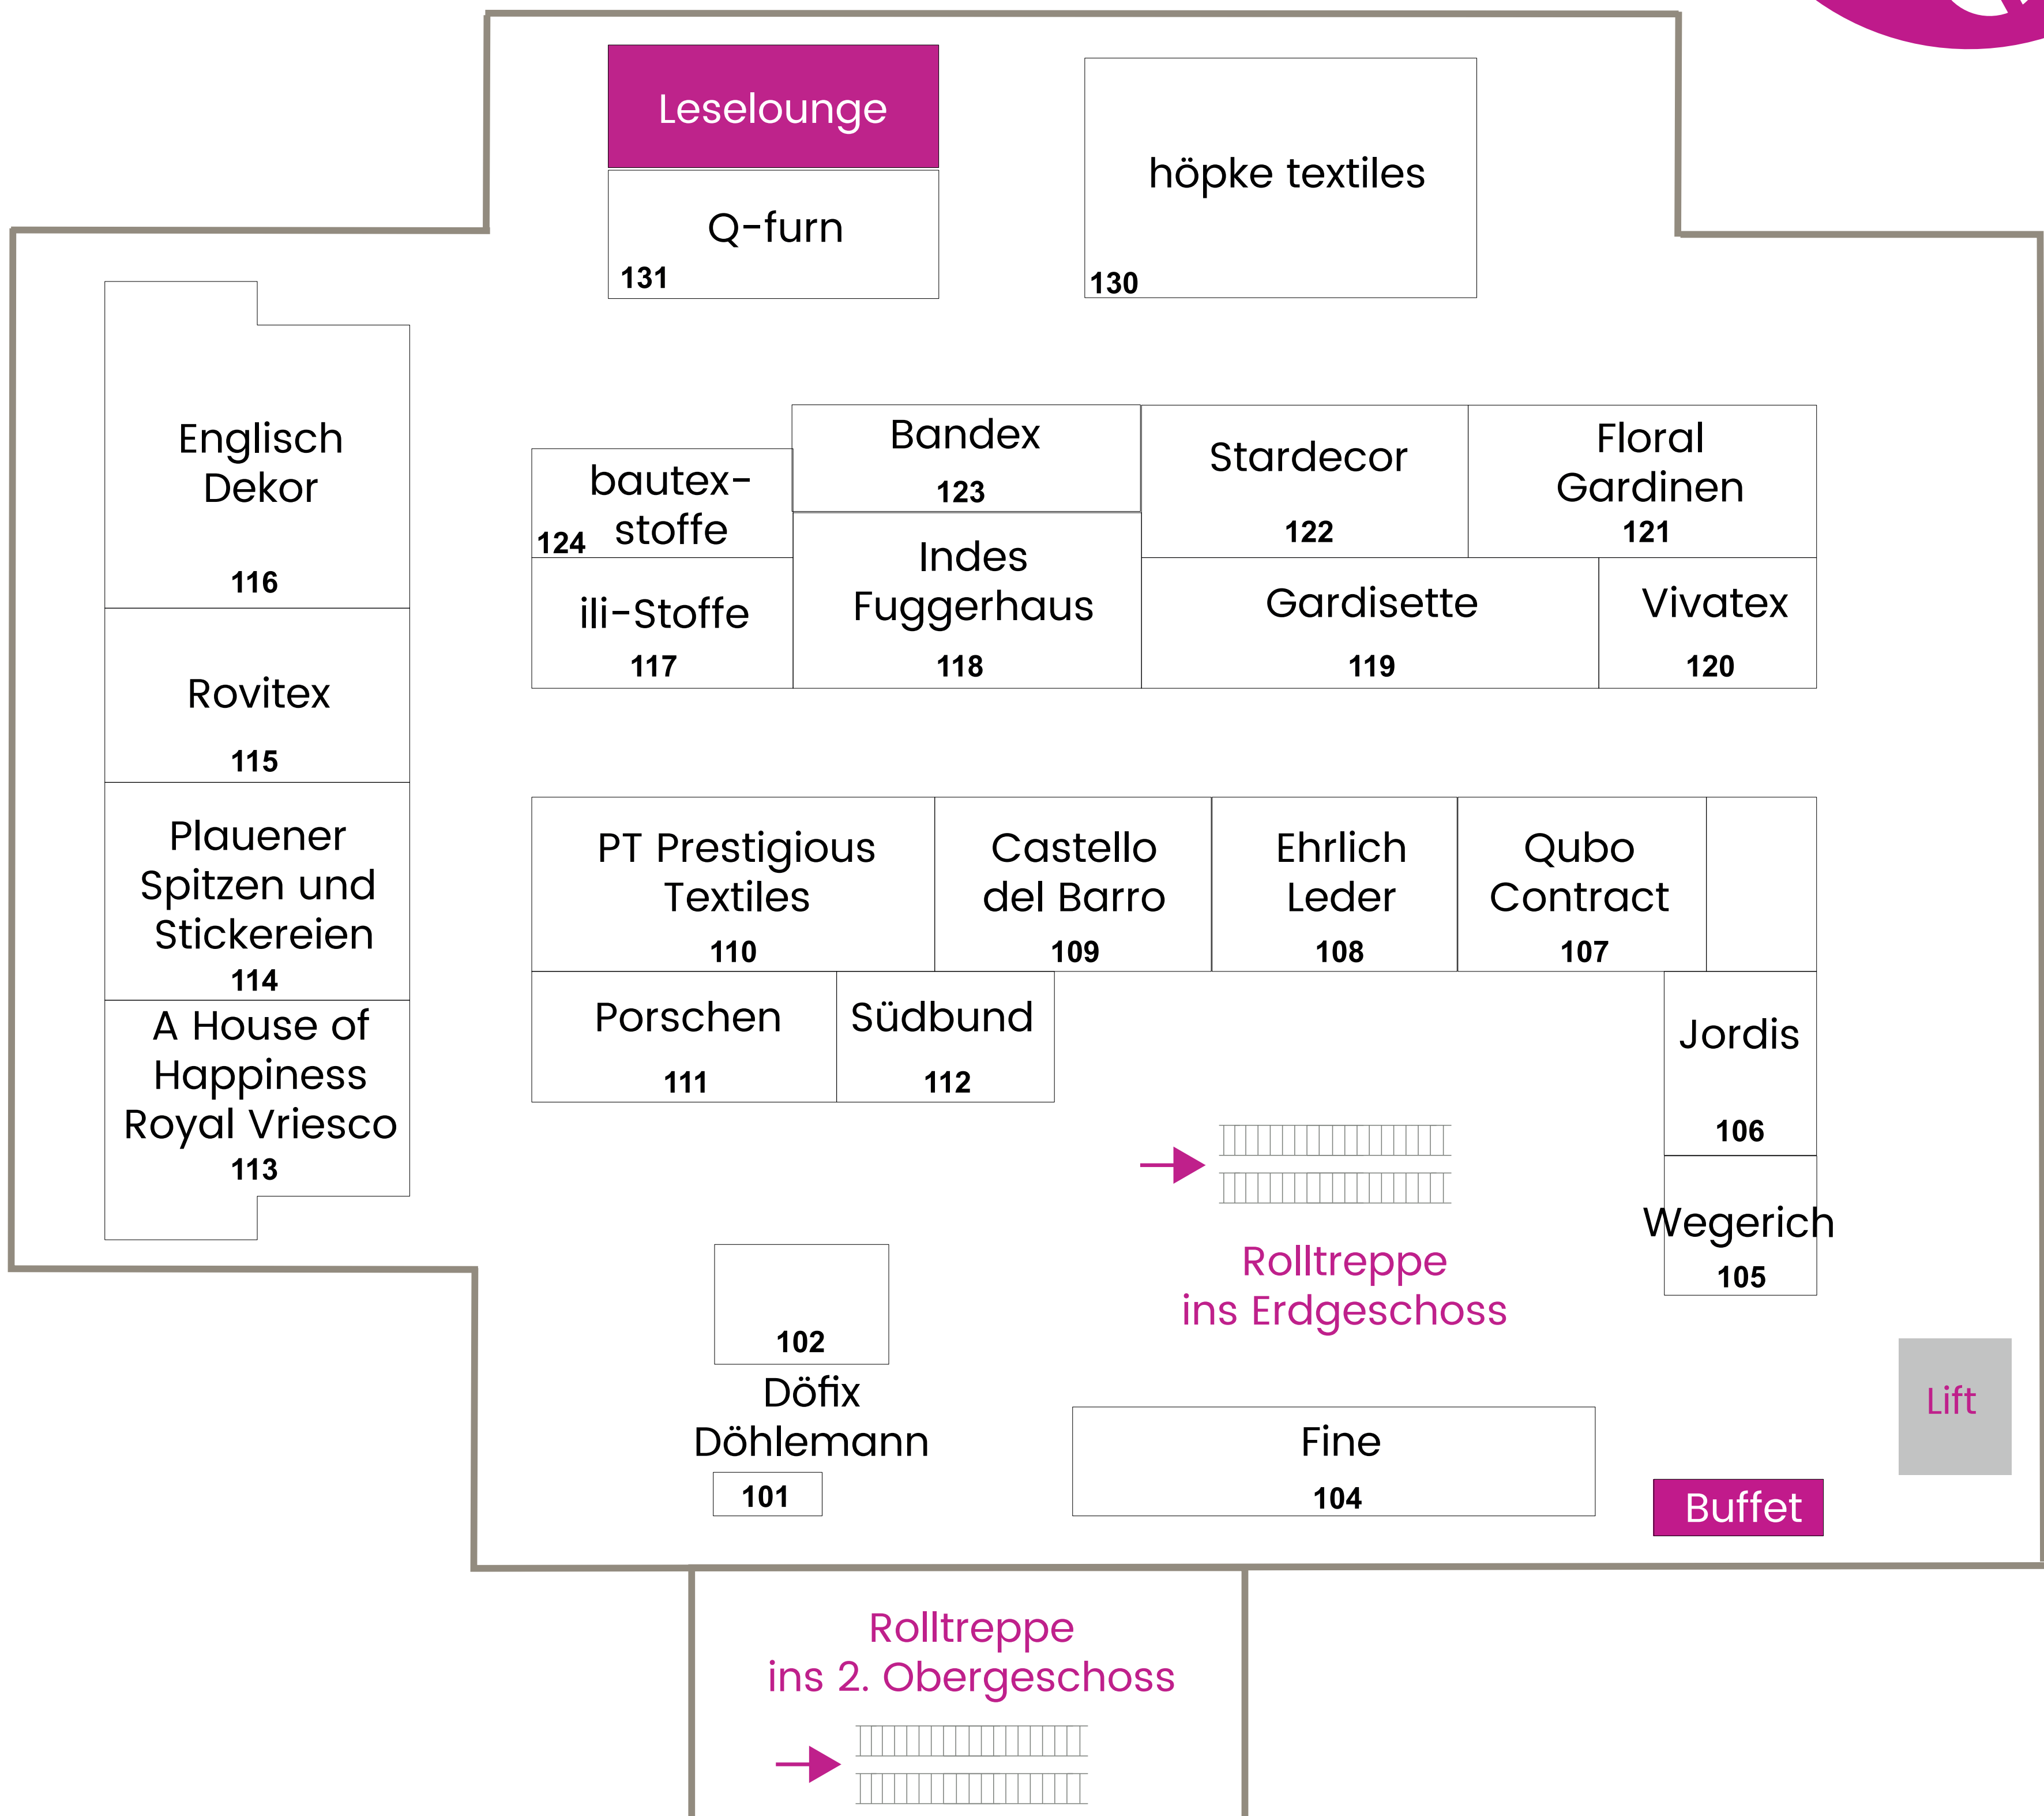 Leselounge
Q-furn
131
höpke textiles
130
Englisch
Dekor
116
Rovitex
115
Plauener
Spitzen und
Stickereien
114
A House of
Happiness
Royal Vriesco
113
bautex-
stoffe
124
Bandex
123
Stardecor
122
Floral
Gardinen
121
ili-Stoffe
117
Indes
Fuggerhaus
118
Gardisette
119
Vivatex
120
PT Prestigious
Textiles
110
Castello
del Barro
109
Ehrlich
Leder
108
Qubo
Contract
107
Porschen
111
Südbund
112
Jordis
106
Wegerich
105
Rolltreppe
ins Erdgeschoss
102
Döfix
Döhlemann
101
Fine
104
Lift
Buffet
Rolltreppe
ins 2. Obergeschoss